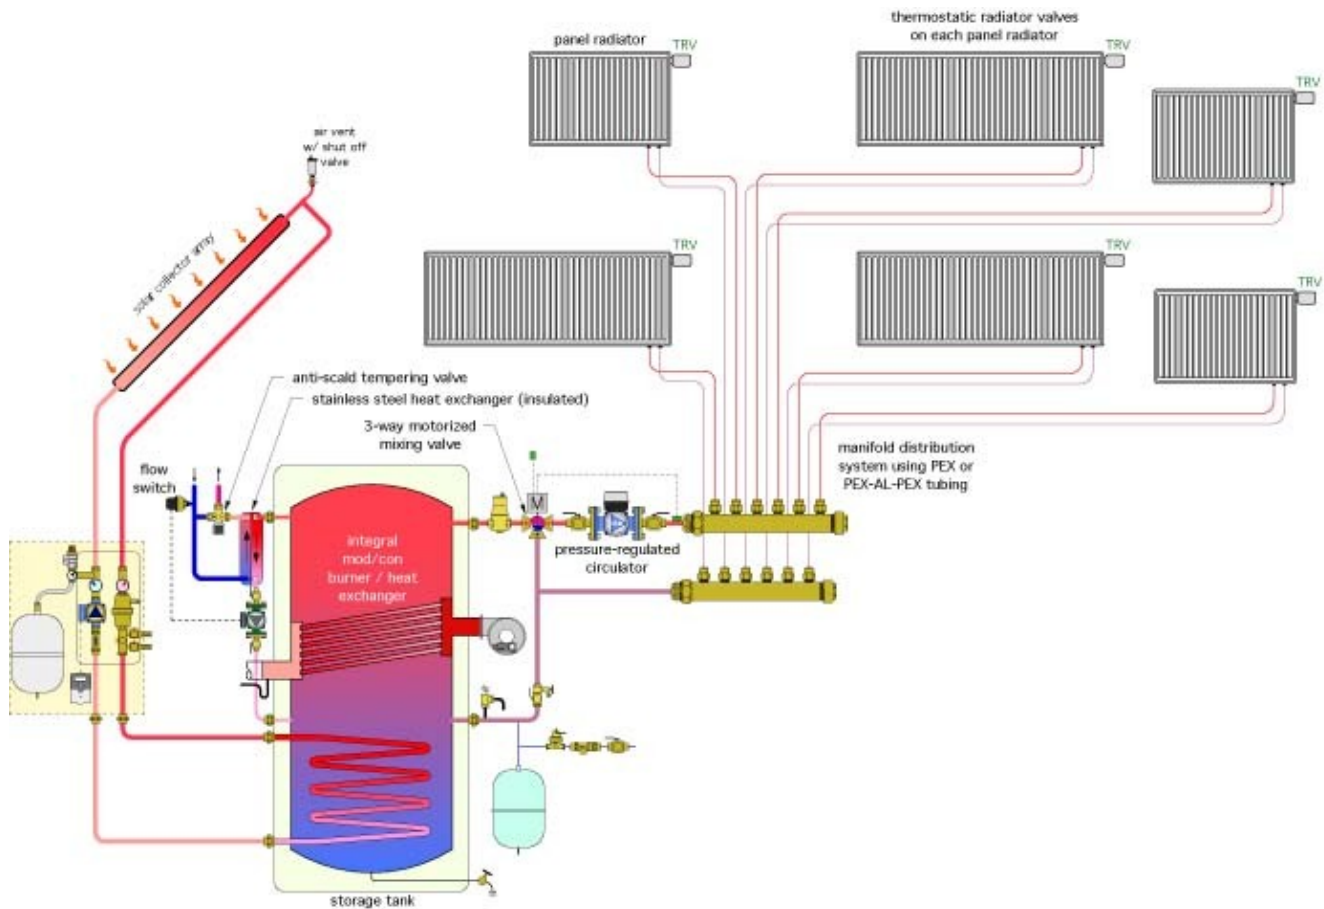 thermostatic radiator valves
on each panel radiator
panel radiator
TRV
TRV
TRV
air vent
w/ shut off
valve
solar collector array
TRV
TRV
TRV
anti-scald tempering valve
stainless steel heat exchanger (insulated)
3-way motorized
mixing valve
flow
switch
M
manifold distribution
system using PEX or
PEX-AL-PEX tubing
pressure-regulated
circulator
integral
mod/con
burner / heat
exchanger
storage tank